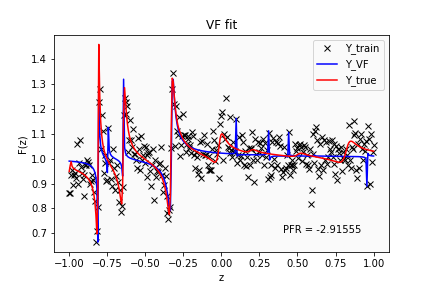 VF fit
Y_train
Y_VF
Y_true
F(z)
1.4
1.3
1.2
1.1
1.0
0.9
0.8
0.7
PFR = -2.91555
−1.00 −0.75 −0.50 −0.25 0.00 0.25 0.50 0.75 1.00
z